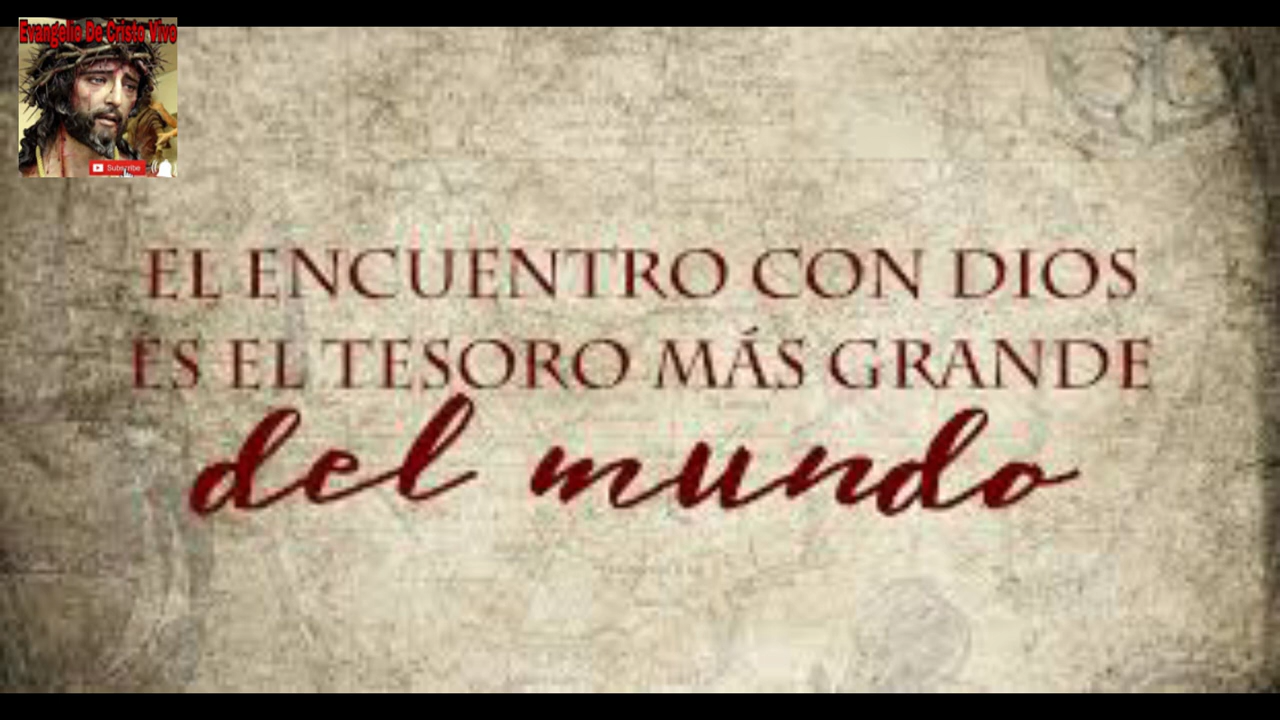 Evangelio De Cristo Vivo
Subscribe
EL ENCUENTRO CON DIOS
ES EL TESORO MÁS GRANDE
del mundo